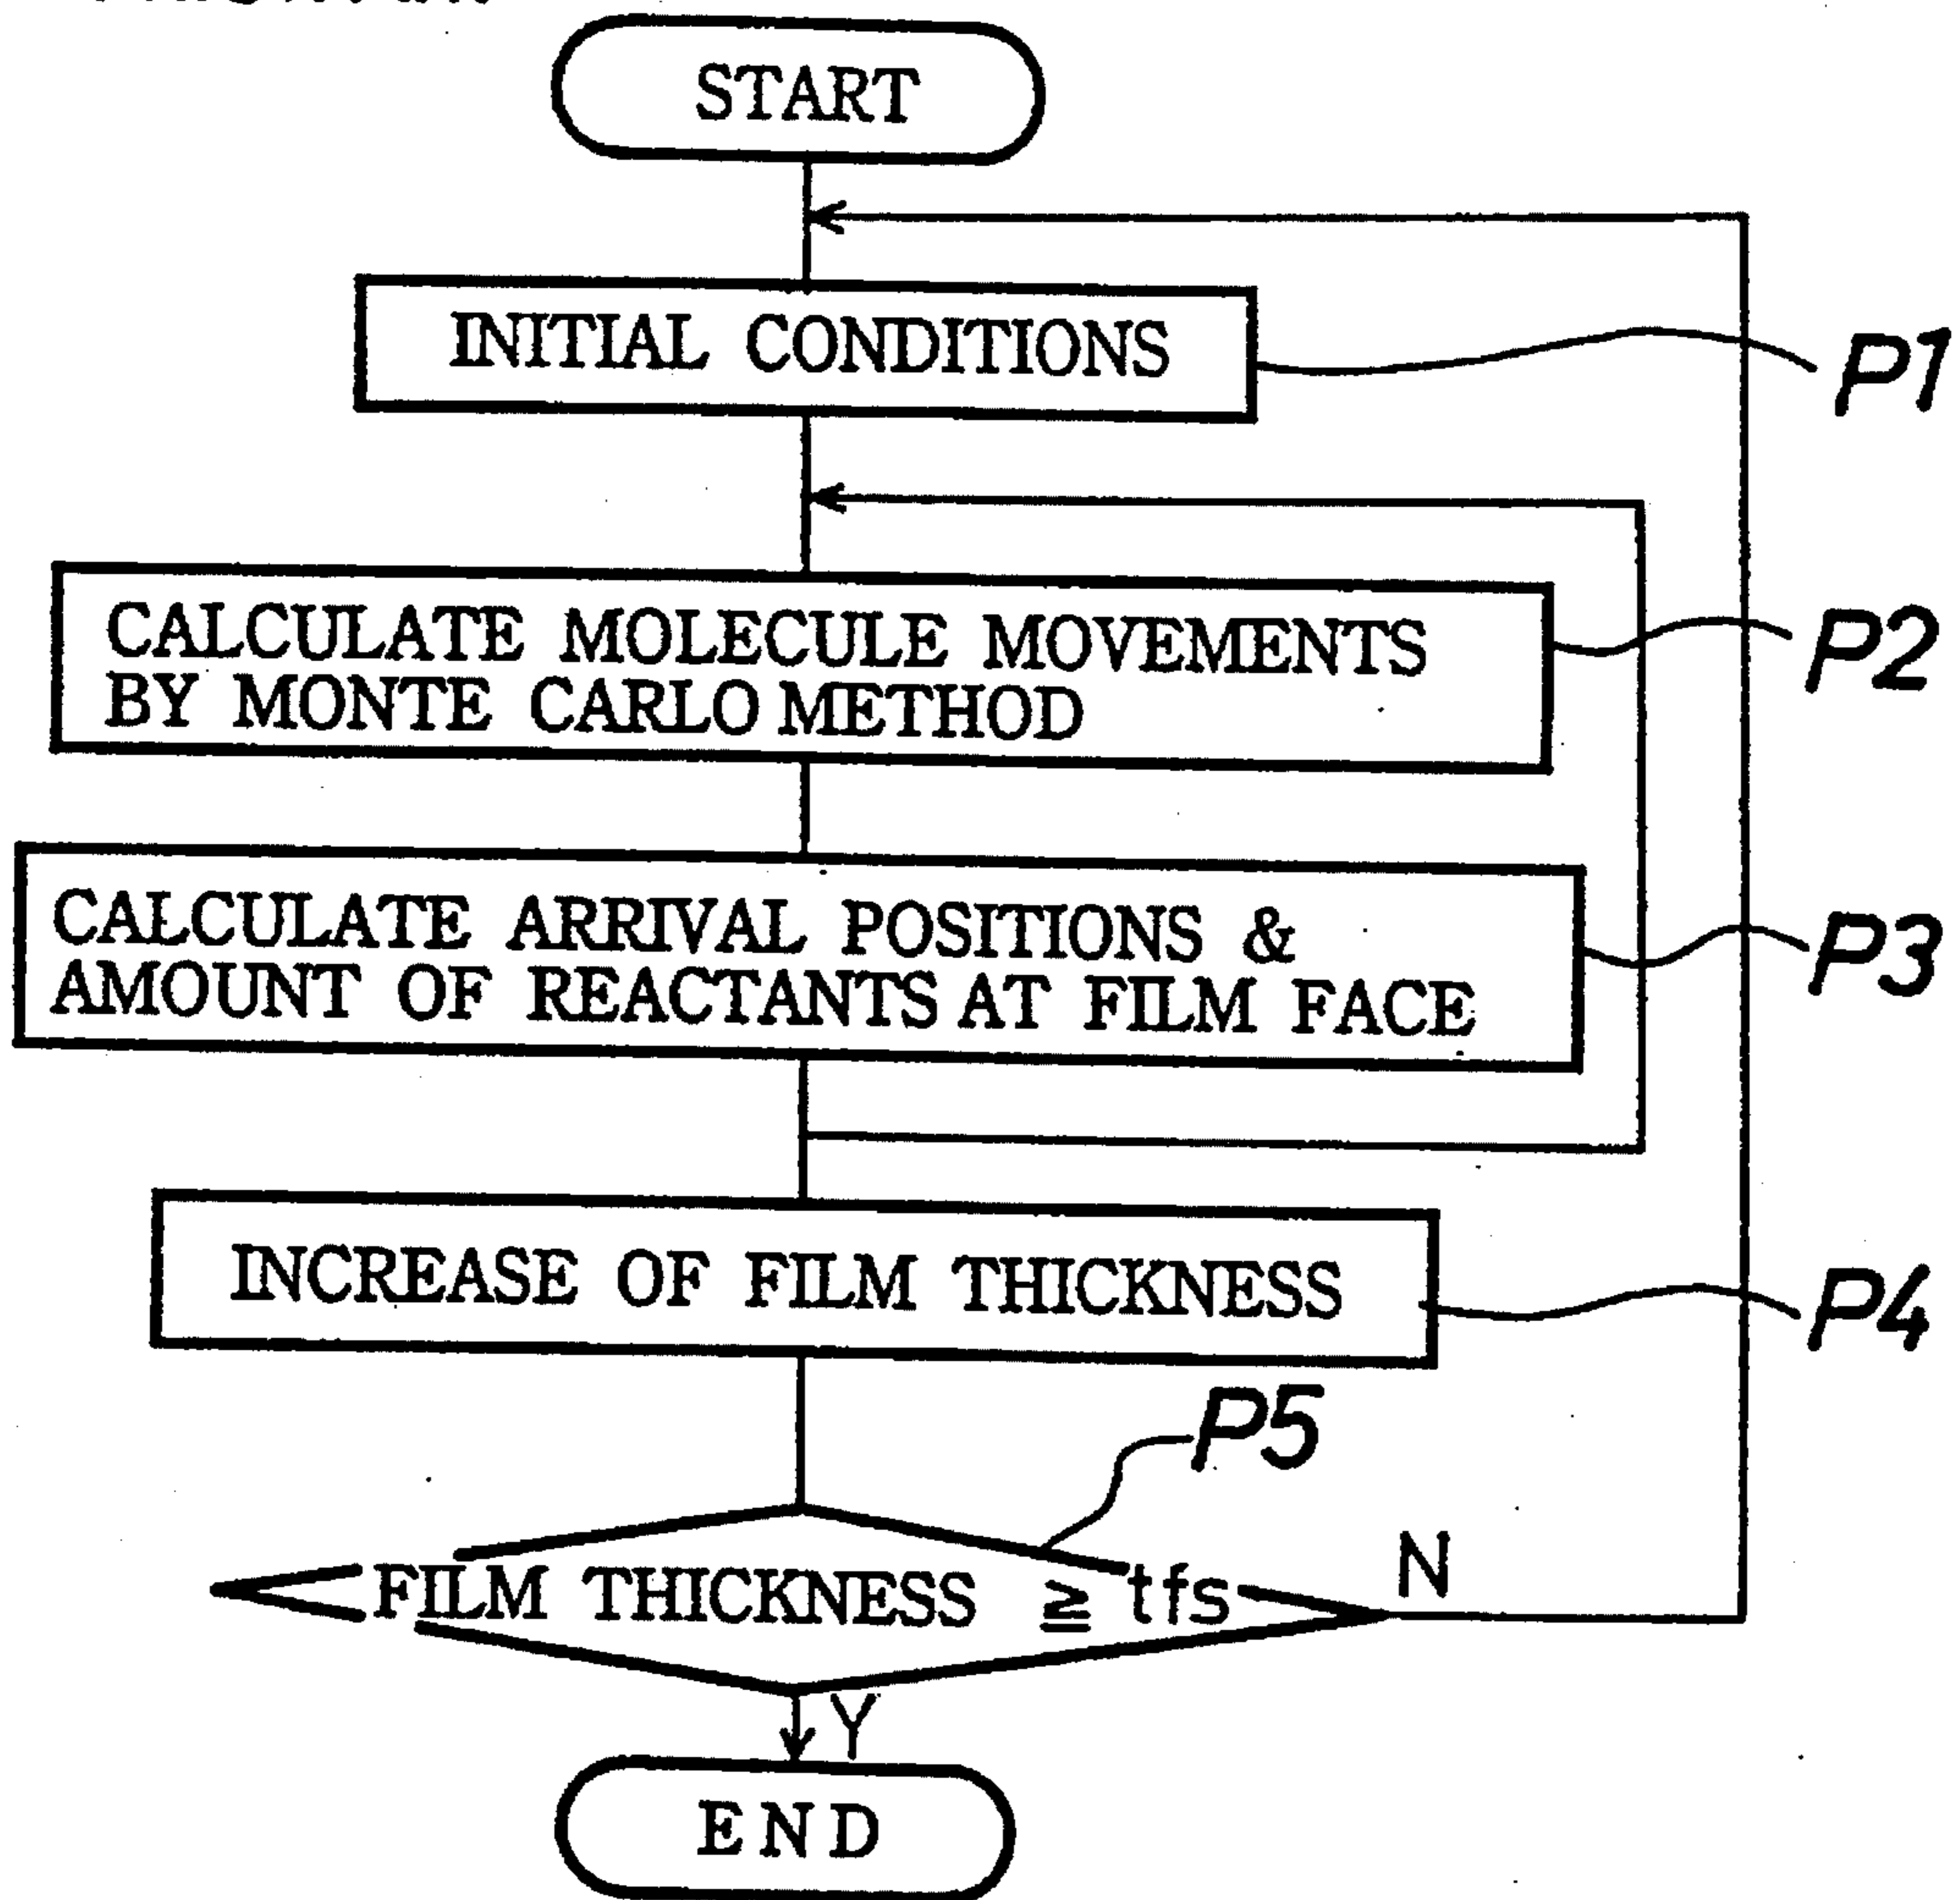 START
INITIAL CONDITIONS
P1
CALCULATE MOLECULE MOVEMENTS
BY MONTE CARLO METHOD
P2
CALCULATE ARRIVAL POSITIONS &
AMOUNT OF REACTANTS AT FILM FACE
P3
INCREASE OF FILM THICKNESS
P4
P5
FILM THICKNESS ≧ tfs
N
Y
END